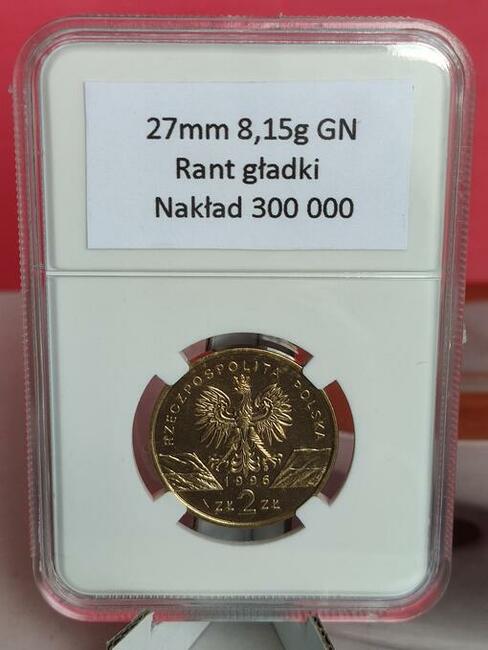 27mm 8,15g GN
Rant gładki
Nakład 300 000
RZECZPOSPOLITA POLSKA
1996
ZŁ 2 ZŁ